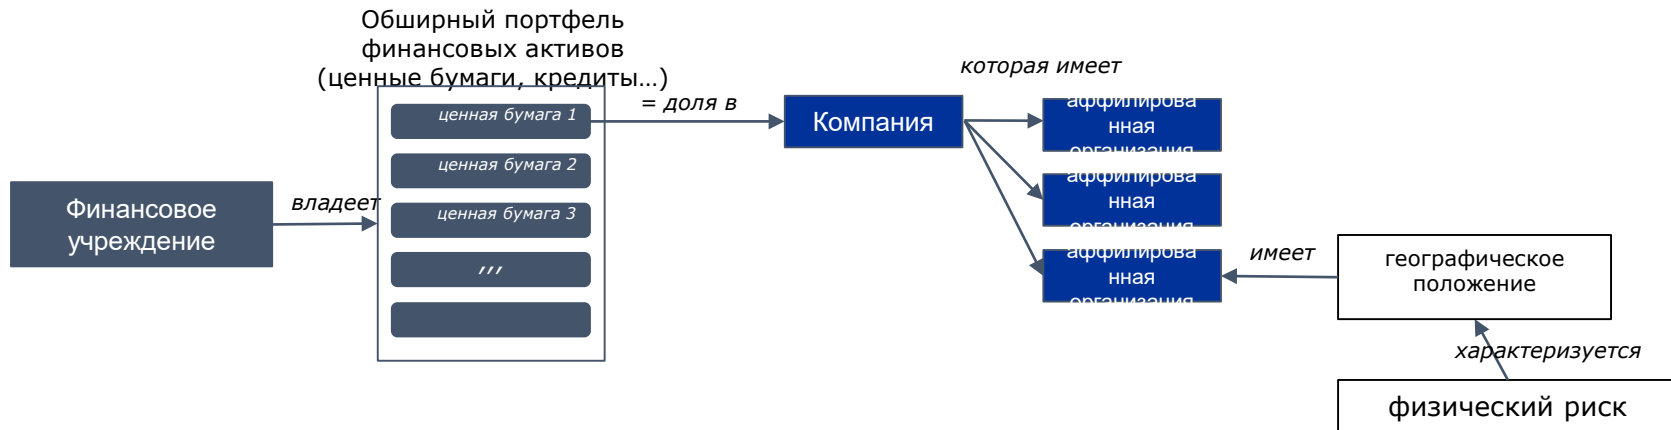 Обширный портфель
финансовых активов
(ценные бумаги, кредиты...)
которая имеет
= доля в
ценная бумага 1
Компания
аффилирова
нная
организация
ценная бумага 2
аффилирова
нная
организация
владеет
Финансовое
учреждение
ценная бумага 3
аффилирова
нная
организация
имеет
географическое
положение
,,,
характеризуется
физический риск